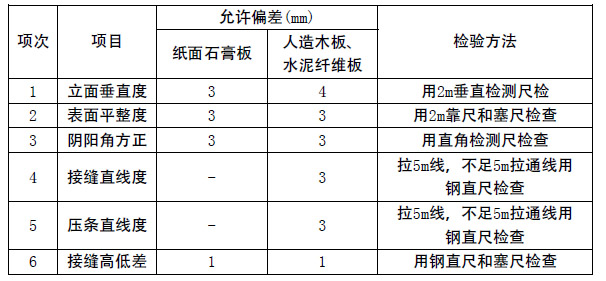 项次 项目 允许偏差(mm) 检验方法
纸面石膏板 人造木板、
水泥纤维板
1 立面垂直度 3 4 用2m垂直检测尺检
2 表面平整度 3 3 用2m靠尺和塞尺检查
3 阴阳角方正 3 3 用直角检测尺检查
4 接缝直线度 - 3 拉5m线，不足5m拉通线用
钢直尺检查
5 压条直线度 - 3 拉5m线，不足5m拉通线用
钢直尺检查
6 接缝高低差 1 1 用钢直尺和塞尺检查